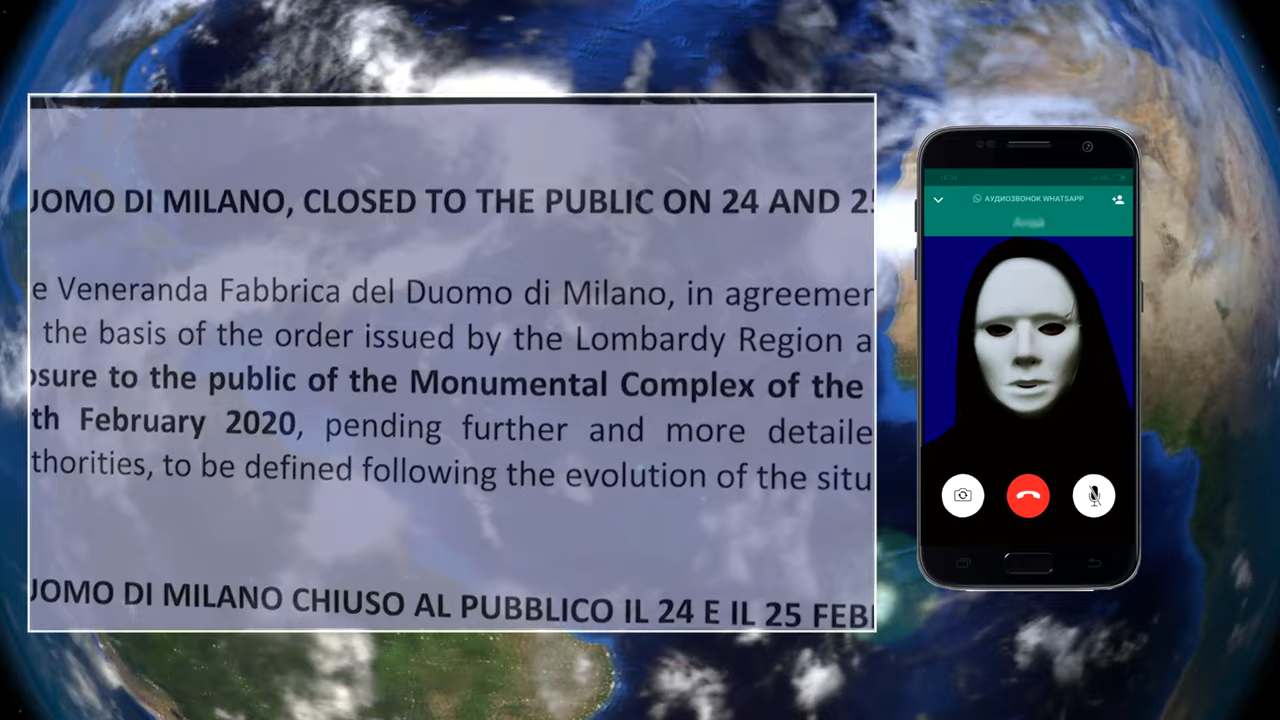 UOMO DI MILANO, CLOSED TO THE PUBLIC ON 24 AND 25
e Veneranda Fabbrica del Duomo di Milano, in agreemen
the basis of the order issued by the Lombardy Region a
osure to the public of the Monumental Complex of the
th February 2020, pending further and more detaile
thorities, to be defined following the evolution of the situ
UOMO DI MILANO CHIUSO AL PUBBLICO IL 24 E IL 25 FEB
АУДИОЗВОНОК WHATSAPP